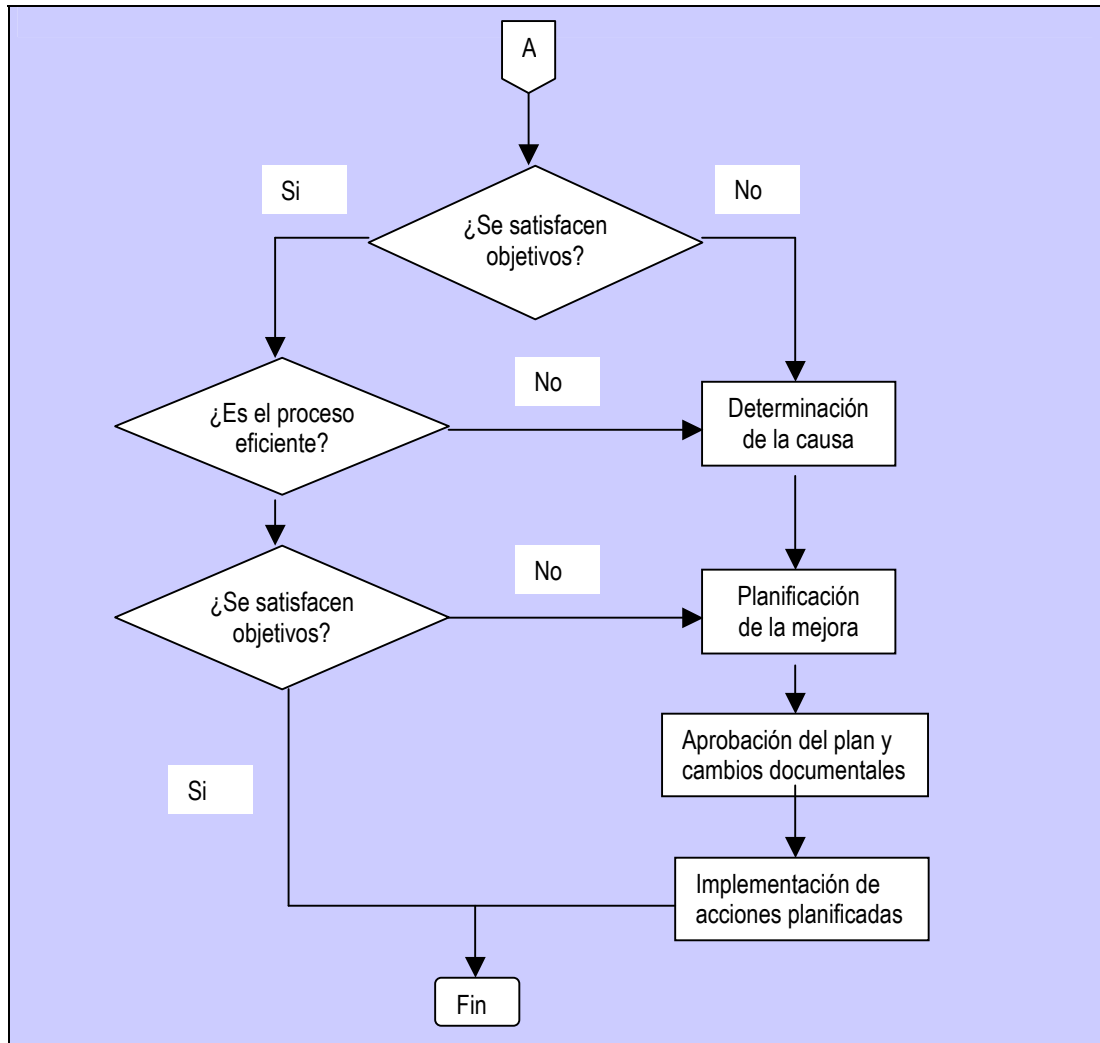 A
Si
No
¿Se satisfacen
objetivos?
¿Es el proceso
eficiente?
No
Determinación
de la causa
¿Se satisfacen
objetivos?
No
Planificación
de la mejora
Aprobación del plan y
cambios documentales
Si
Implementación de
acciones planificadas
Fin